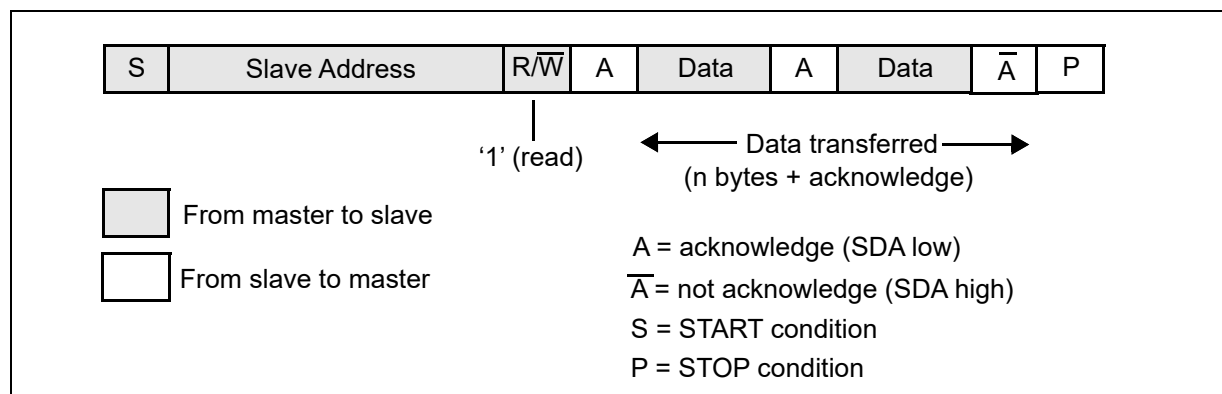 S Slave Address R/W̅ A Data A Data A̅ P
‘1’ (read)
Data transferred
(n bytes + acknowledge)
From master to slave
From slave to master
A = acknowledge (SDA low)
A̅ = not acknowledge (SDA high)
S = START condition
P = STOP condition